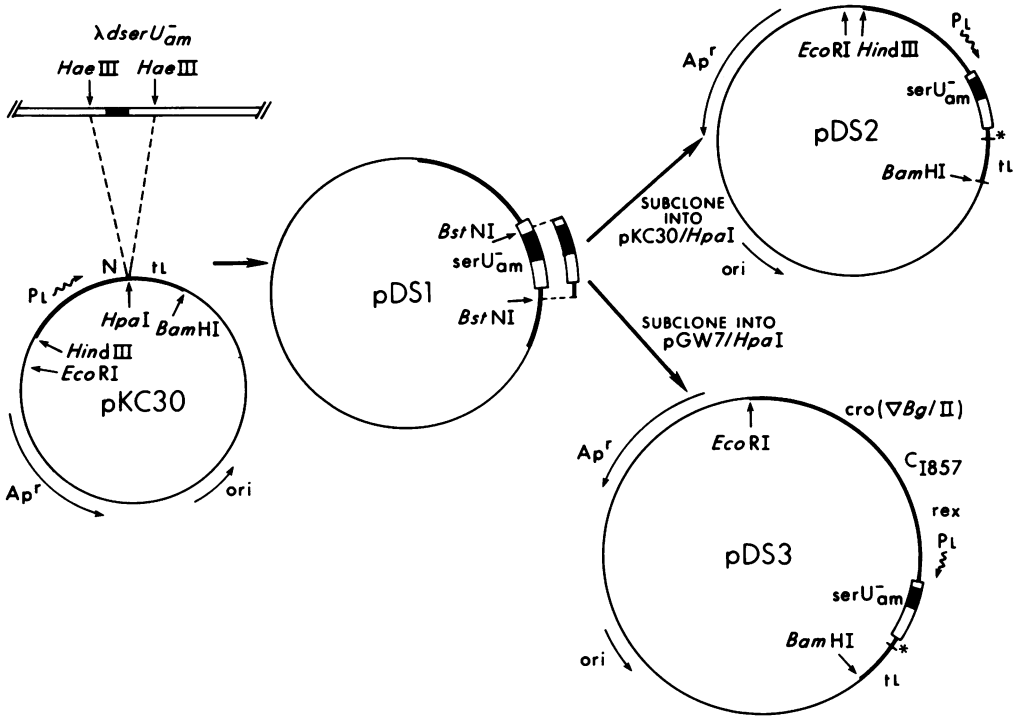 λdserU⁻am
HaeIII HaeIII
N tL
PL
HpaI
BamHI
HindIII
EcoRI
pKC30
Apr
ori
BstNI
serU⁻am
pDS1
BstNI
SUBCLONE
INTO
pKC30/HpaI
SUBCLONE INTO
pGW7/HpaI
Apr
EcoRI HindIII
PL
serU⁻am
pDS2
*
tL
BamHI
ori
Apr
EcoRI
cro(∇Bg/II)
CI857
rex
PL
pDS3
serU⁻am
*
BamHI
tL
ori